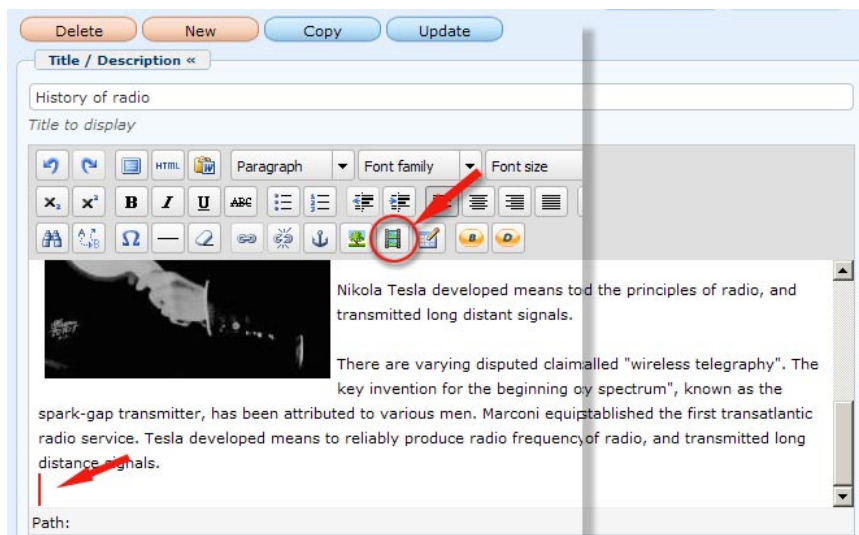 Delete New Copy Update
Title / Description «
History of radio
Title to display
HTML W Paragraph Font family Font size
X₂ X² B I U ABC
A B Ω B D
Nikola Tesla developed means tod the principles of radio, and
transmitted long distant signals.
There are varying disputed claimalled "wireless telegraphy". The
key invention for the beginning oy spectrum", known as the
spark-gap transmitter, has been attributed to various men. Marconi equipstablished the first transatlantic
radio service. Tesla developed means to reliably produce radio frequencyof radio, and transmitted long
distance signals.
Path: